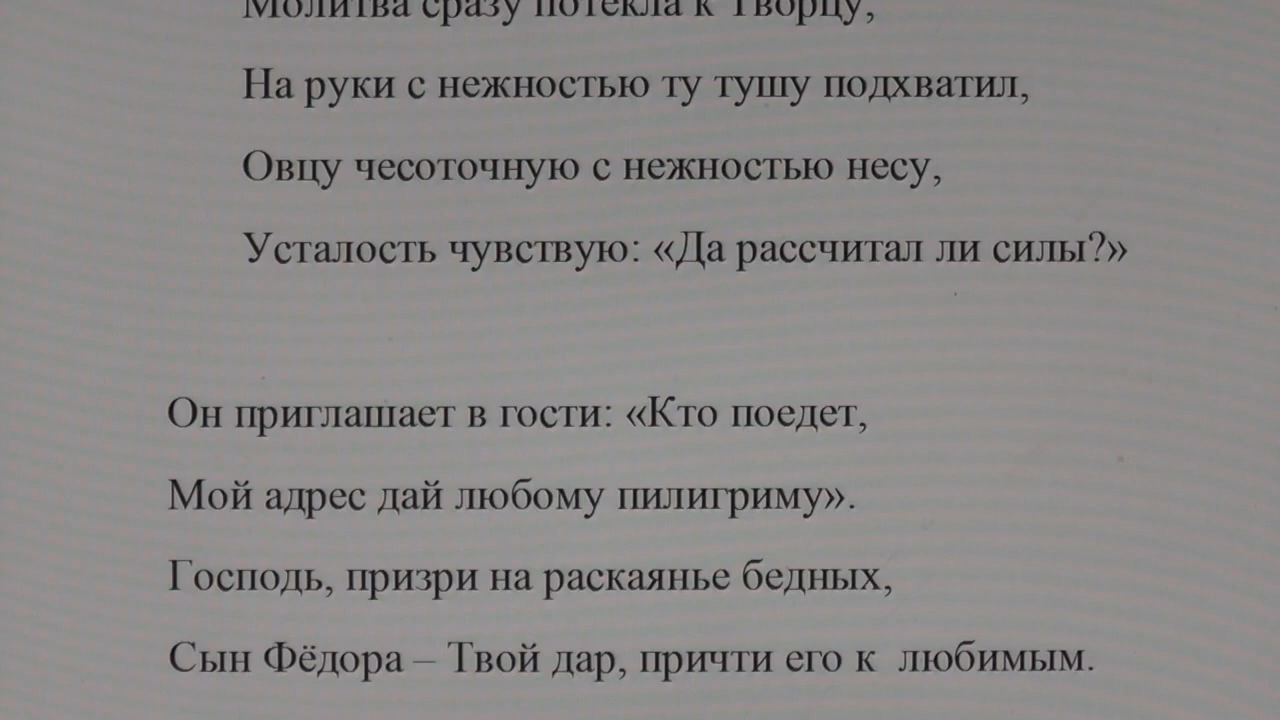 Молитва сразу потекла к Творцу,
На руки с нежностью ту тушу подхватил,
Овцу чесоточную с нежностью несу,
Усталость чувствую: «Да рассчитал ли силы?»
Он приглашает в гости: «Кто поедет,
Мой адрес дай любому пилигриму».
Господь, призри на раскаянье бедных,
Сын Фёдора – Твой дар, причти его к любимым.